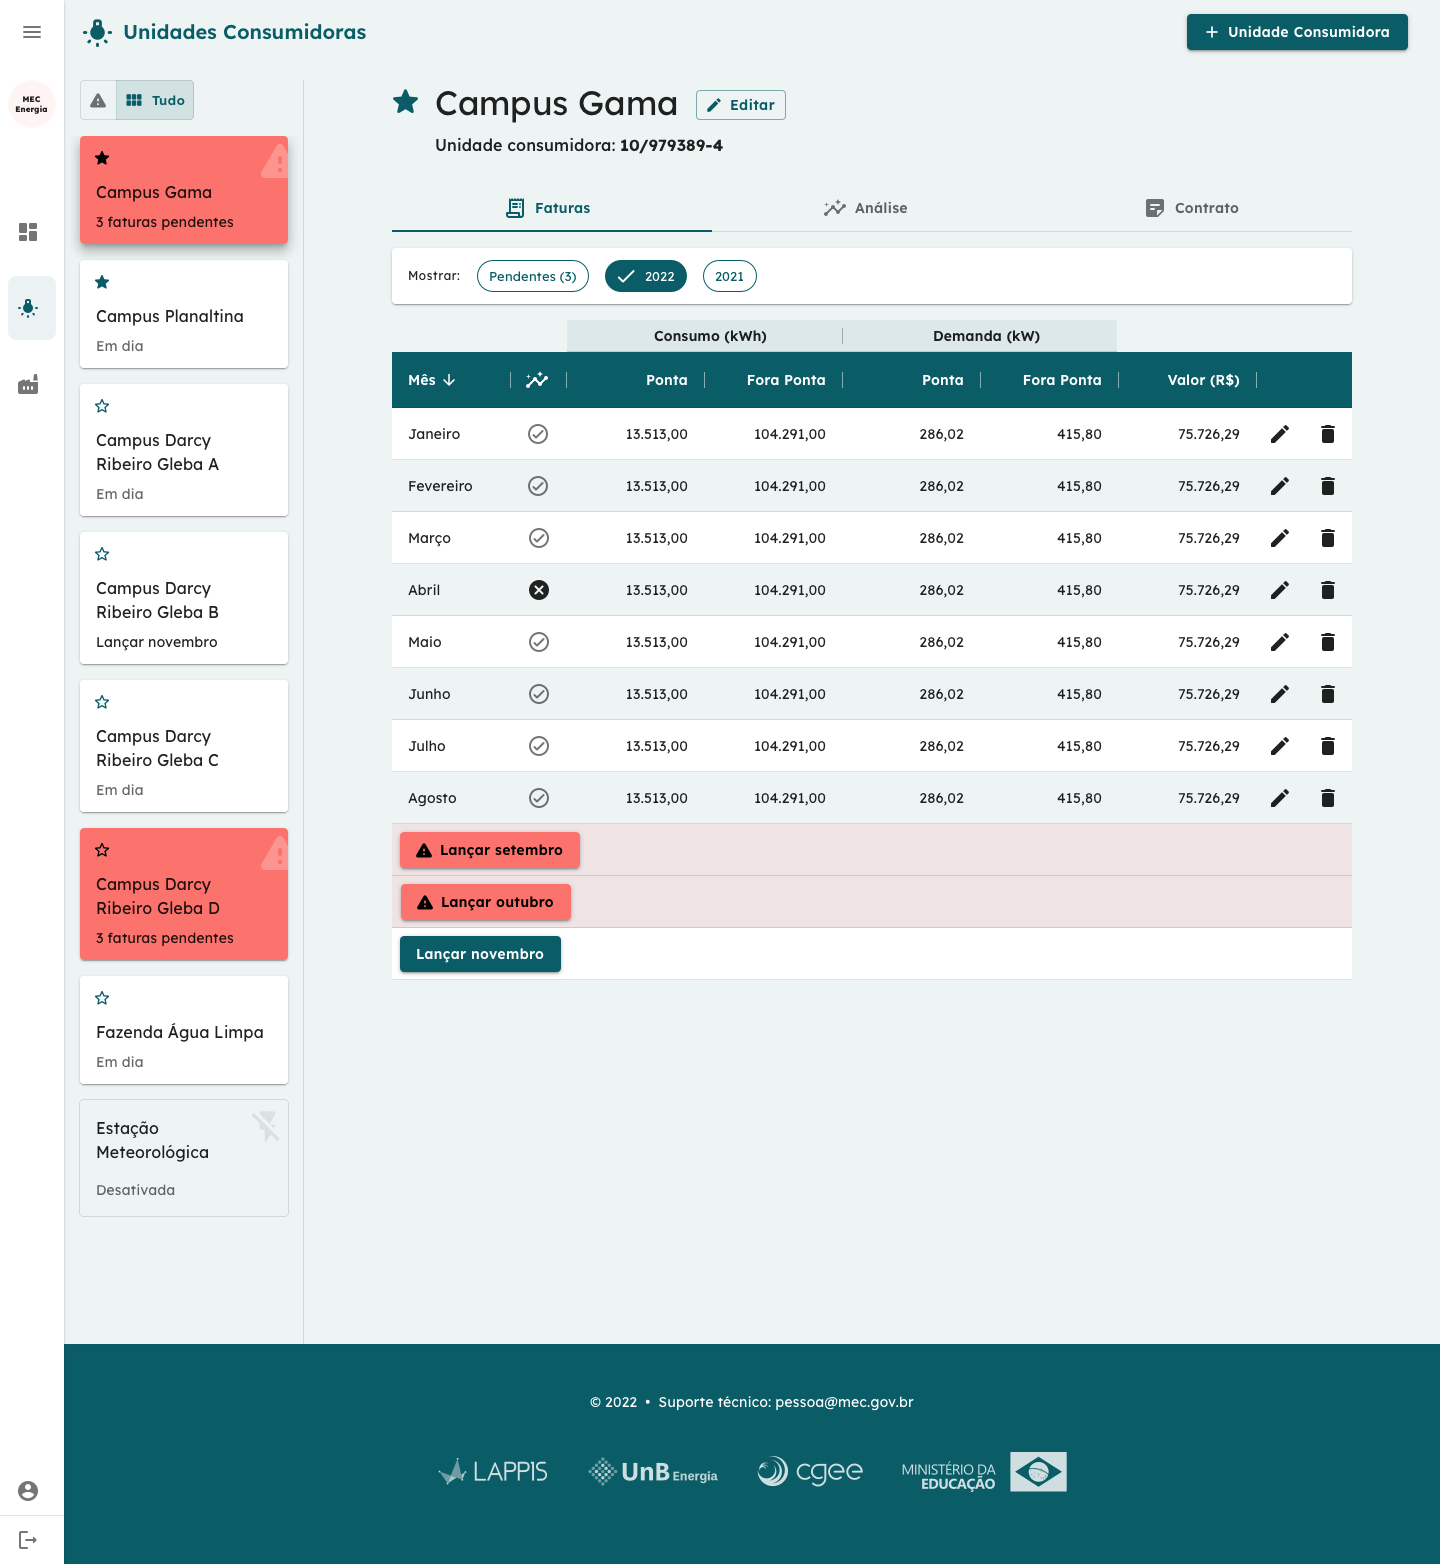 Unidades Consumidoras
Unidade Consumidora
MEC
Energia
Tudo
Campus Gama
3 faturas pendentes
Campus Planaltina
Em dia
Campus Darcy
Ribeiro Gleba A
Em dia
Campus Darcy
Ribeiro Gleba B
Lançar novembro
Campus Darcy
Ribeiro Gleba C
Em dia
Campus Darcy
Ribeiro Gleba D
3 faturas pendentes
Fazenda Água Limpa
Em dia
Estação
Meteorológica
Desativada
Campus Gama Editar
Unidade consumidora: 10/979389-4
Faturas Análise Contrato
Mostrar: Pendentes (3) 2022 2021
Consumo (kWh) Demanda (kW)
Mês Ponta Fora Ponta Ponta Fora Ponta Valor (R$)
Janeiro 13.513,00 104.291,00 286,02 415,80 75.726,29
Fevereiro 13.513,00 104.291,00 286,02 415,80 75.726,29
Março 13.513,00 104.291,00 286,02 415,80 75.726,29
Abril 13.513,00 104.291,00 286,02 415,80 75.726,29
Maio 13.513,00 104.291,00 286,02 415,80 75.726,29
Junho 13.513,00 104.291,00 286,02 415,80 75.726,29
Julho 13.513,00 104.291,00 286,02 415,80 75.726,29
Agosto 13.513,00 104.291,00 286,02 415,80 75.726,29
Lançar setembro
Lançar outubro
Lançar novembro
© 2022 • Suporte técnico: pessoa@mec.gov.br
LAPPIS
UnB Energia
cgee
MINISTÉRIO DA
EDUCAÇÃO